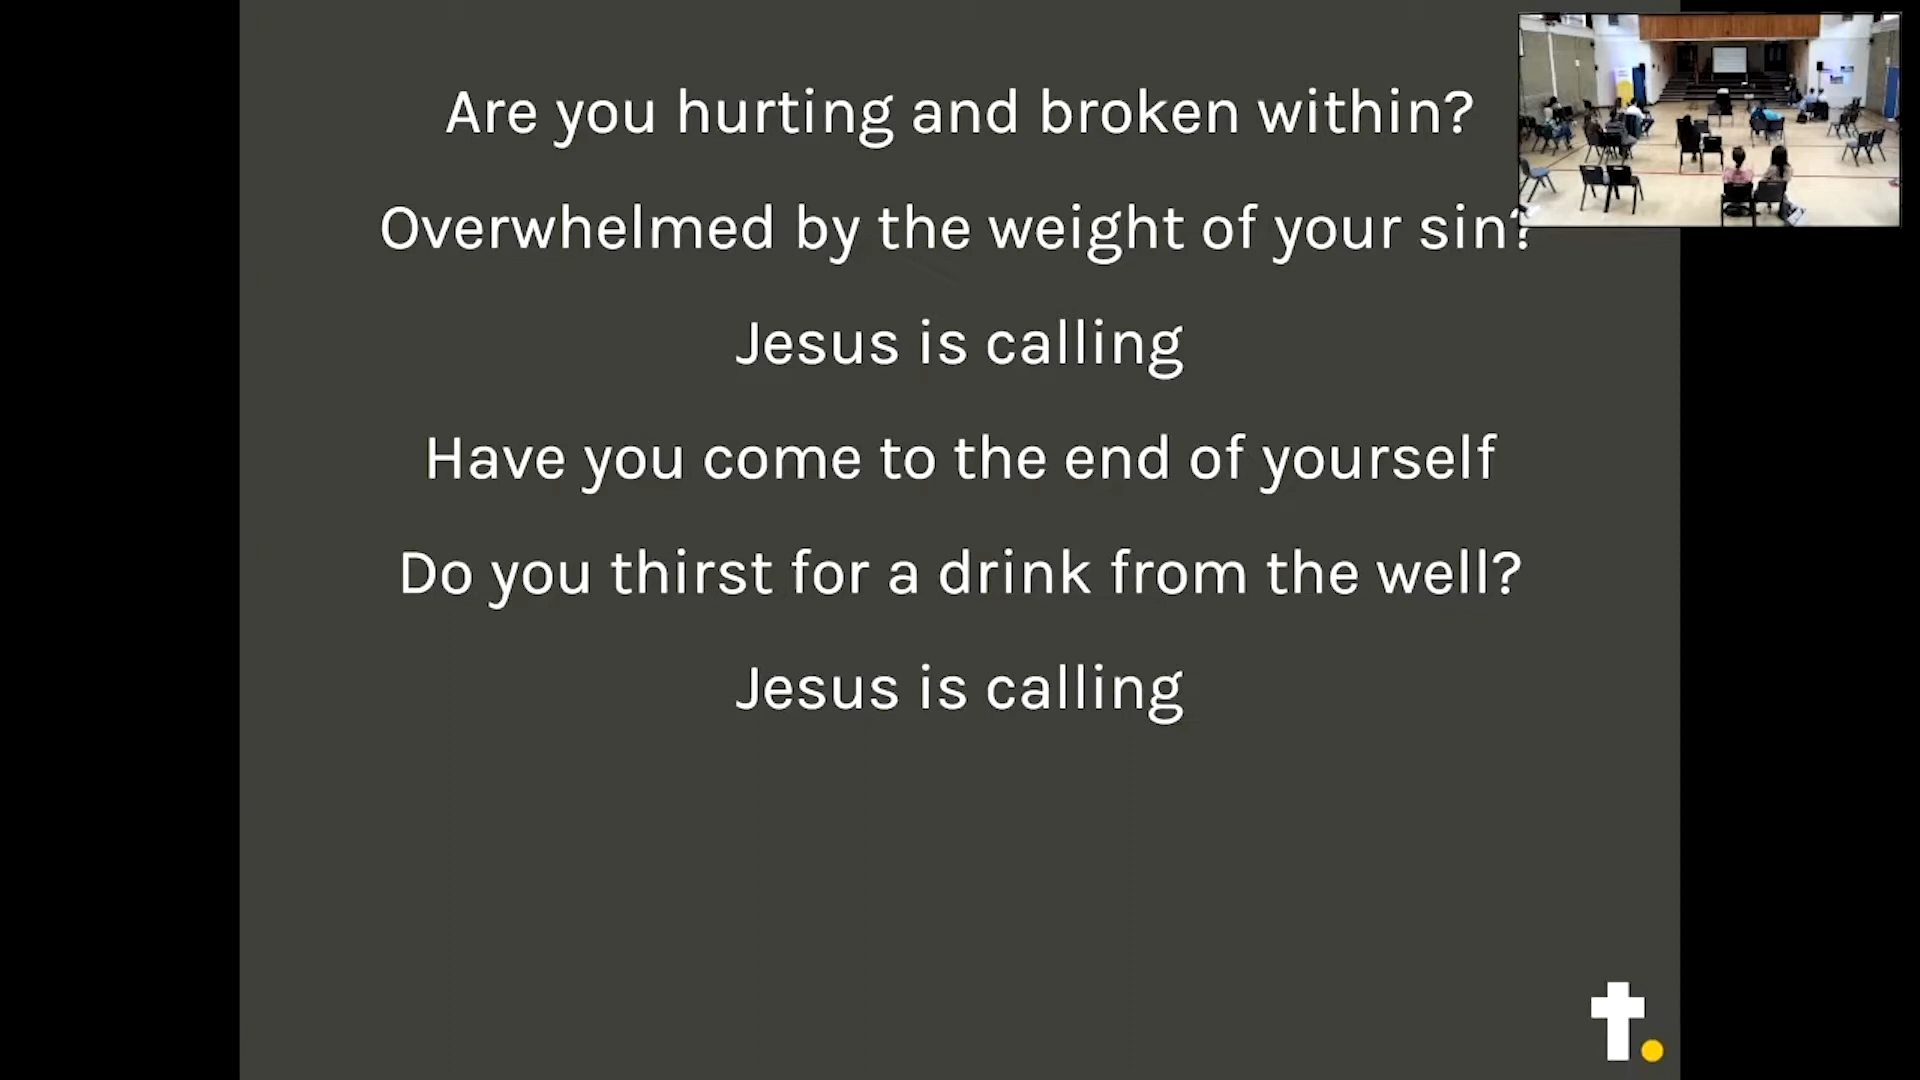 Are you hurting and broken within?
Overwhelmed by the weight of your sin?
Jesus is calling
Have you come to the end of yourself
Do you thirst for a drink from the well?
Jesus is calling